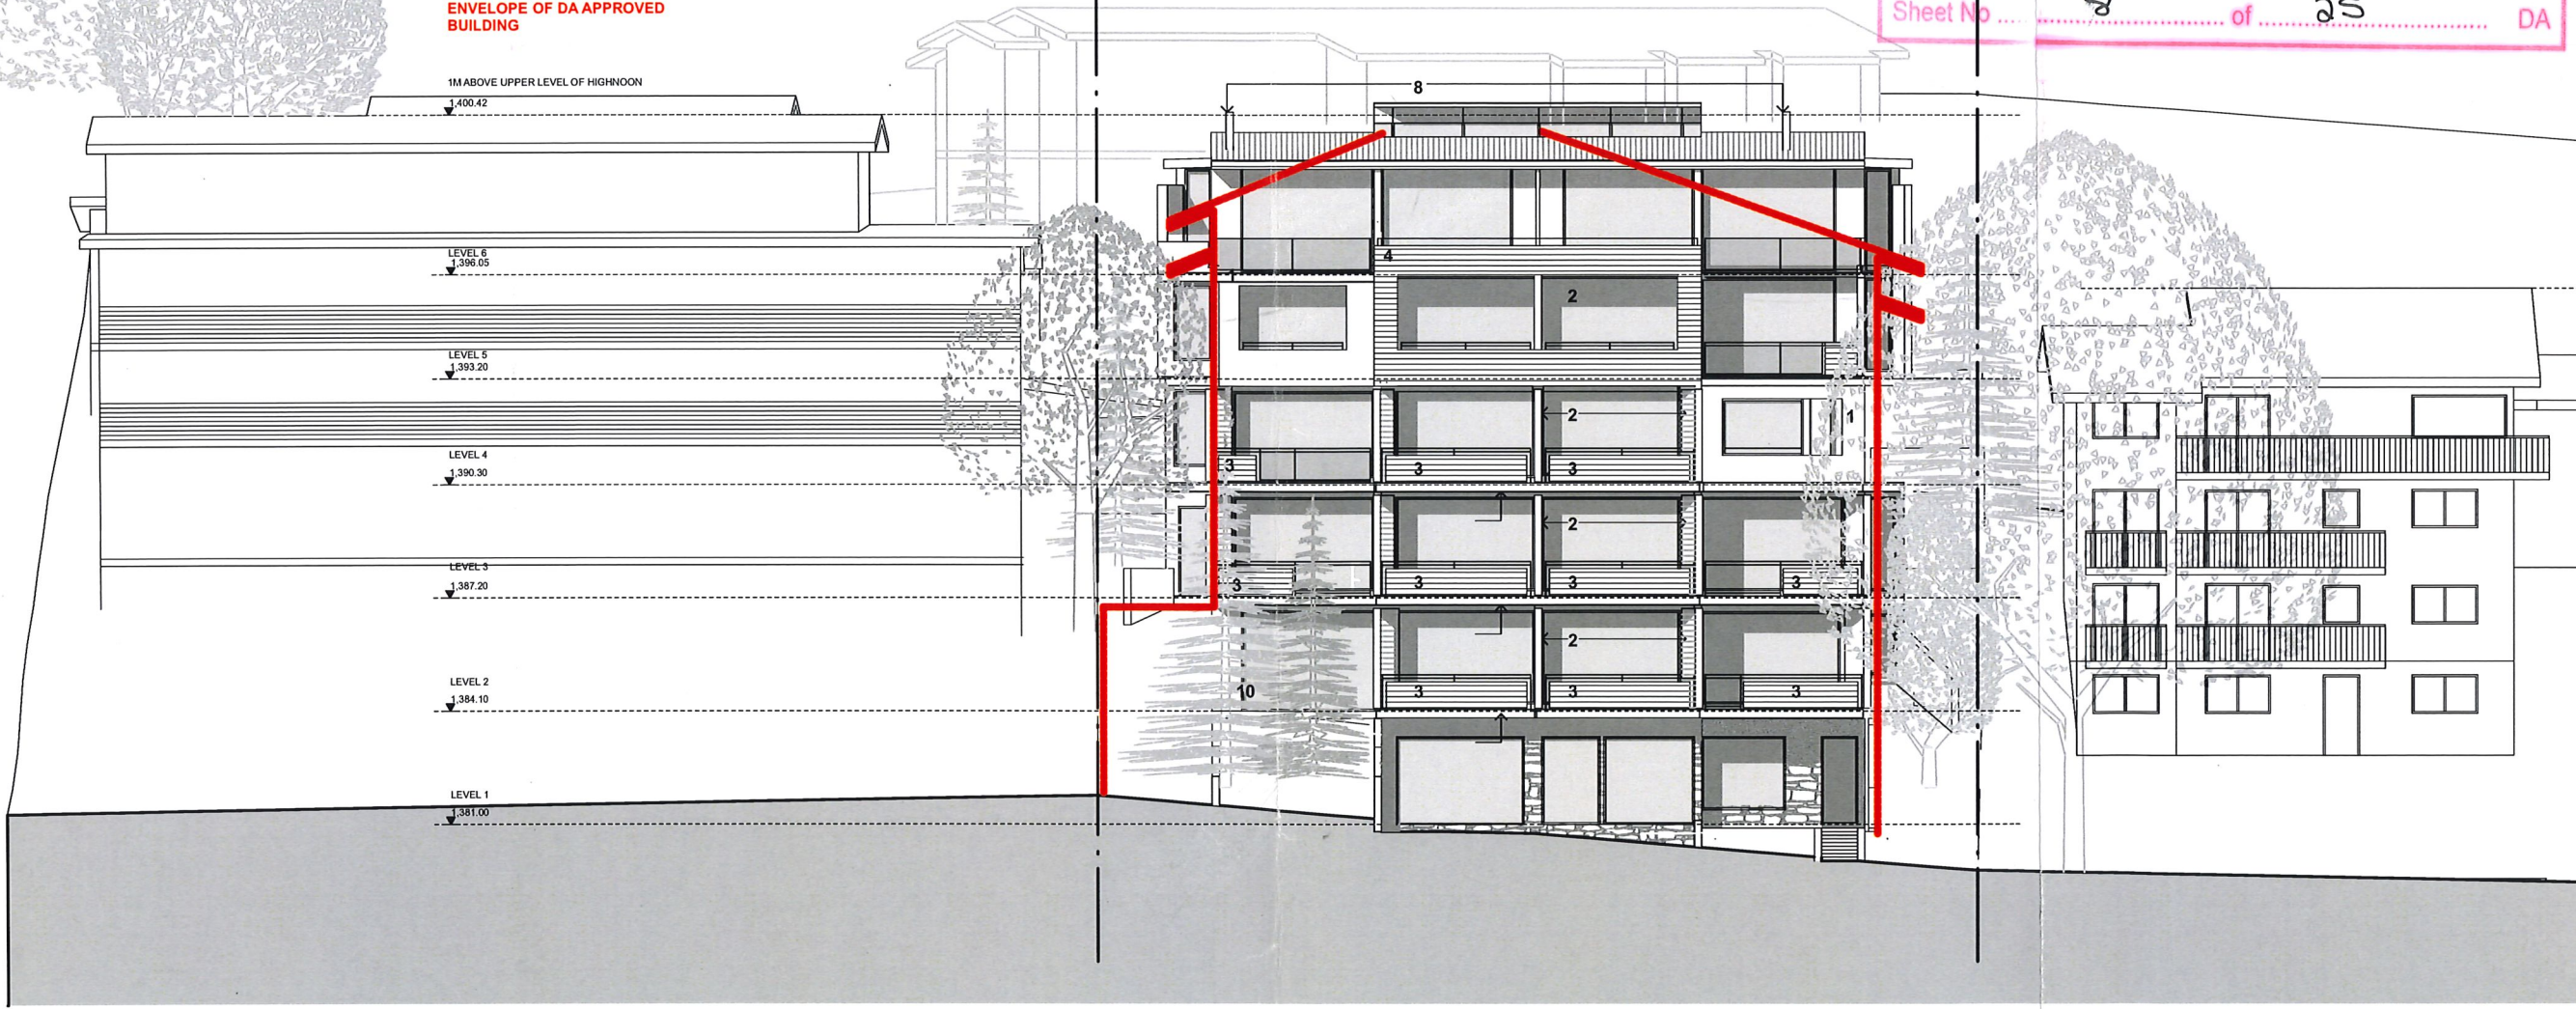 ENVELOPE OF DA APPROVED
BUILDING
Sheet No ............ of ............ 25 ............ DA
1M ABOVE UPPER LEVEL OF HIGHNOON
1,400.42
8
LEVEL 6
1,396.05
4
1
2
LEVEL 5
1,393.20
2
1
LEVEL 4
1,390.30
3
3
3
2
LEVEL 3
1,387.20
3
3
3
3
2
LEVEL 2
1,384.10
10
3
3
3
LEVEL 1
1,381.00